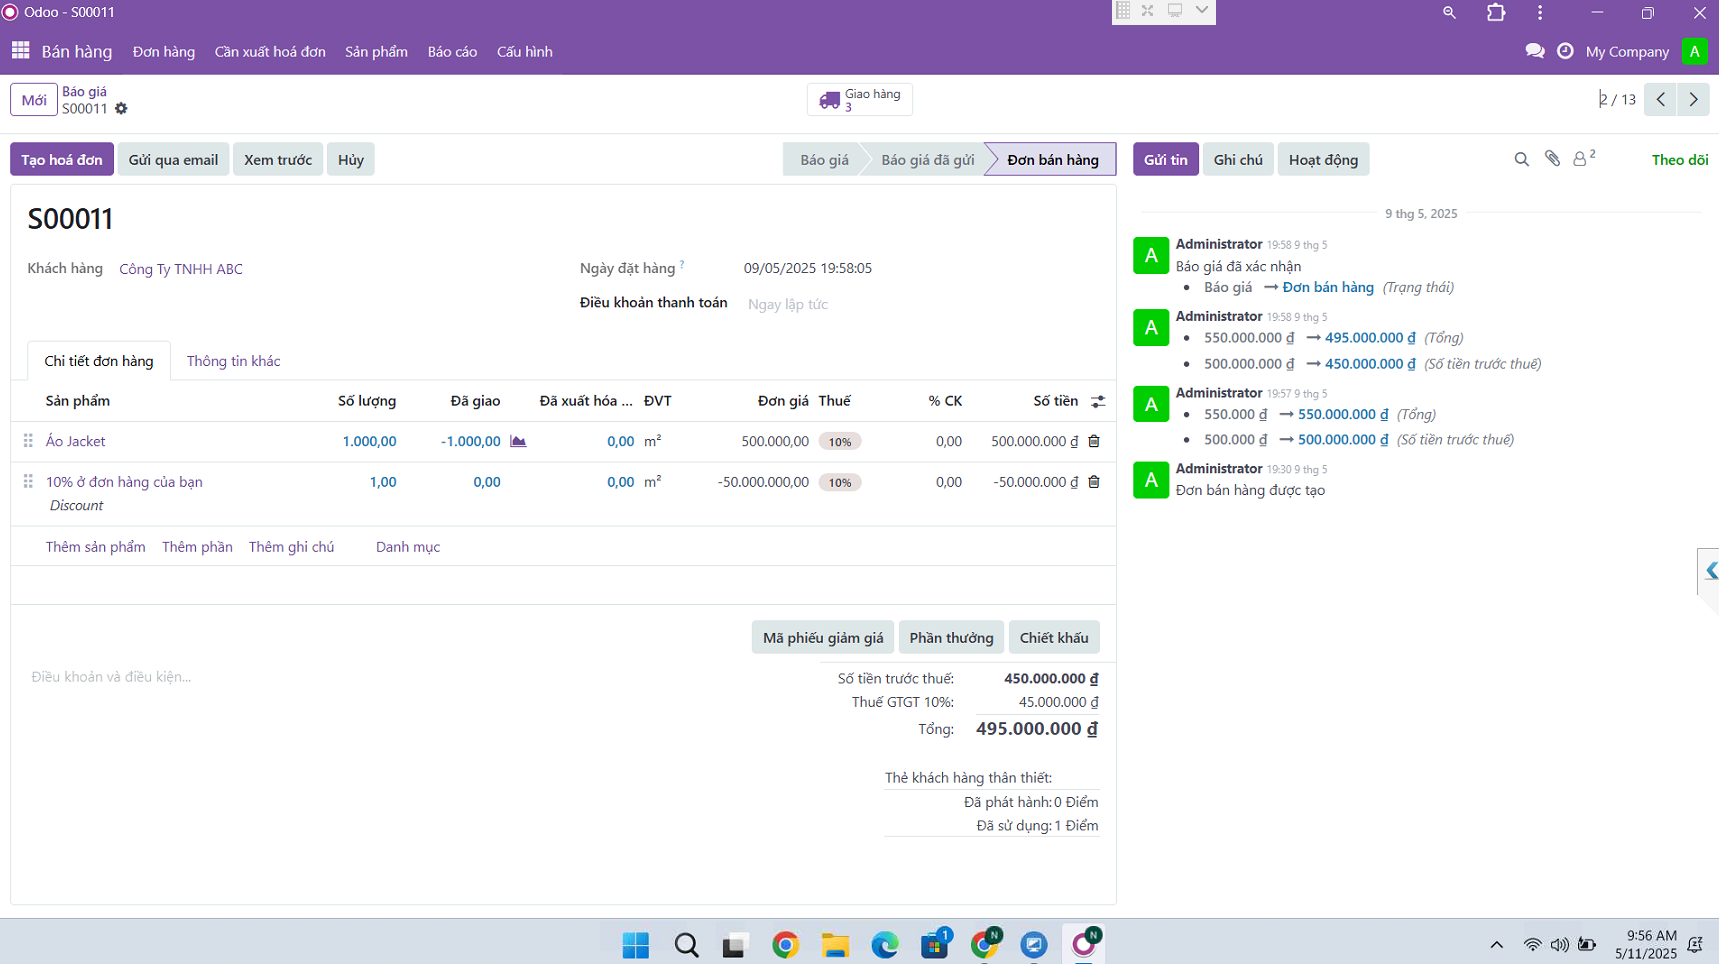 Odoo - S00011
Bán hàng
Đơn hàng
Cần xuất hoá đơn
Sản phẩm
Báo cáo
Cấu hình
My Company
A
Mới
Báo giá
S00011
Giao hàng
3
2 / 13
Tạo hoá đơn
Gửi qua email
Xem trước
Hủy
Báo giá
Báo giá đã gửi
Đơn bán hàng
Gửi tin
Ghi chú
Hoạt động
2
Theo dõi
S00011
Khách hàng
Công Ty TNHH ABC
Ngày đặt hàng ?
09/05/2025 19:58:05
Điều khoản thanh toán
Ngay lập tức
Chi tiết đơn hàng
Thông tin khác
Sản phẩm Số lượng Đã giao Đã xuất hóa ... ĐVT Đơn giá Thuế % CK Số tiền
Áo Jacket 1.000,00 -1.000,00 0,00 m² 500.000,00 10% 0,00 500.000.000 ₫
10% ở đơn hàng của bạn 1,00 0,00 0,00 m² -50.000.000,00 10% 0,00 -50.000.000 ₫
Discount
Thêm sản phẩm Thêm phần Thêm ghi chú Danh mục
Mã phiếu giảm giá
Phần thưởng
Chiết khấu
Điều khoản và điều kiện...
Số tiền trước thuế: 450.000.000 ₫
Thuế GTGT 10%: 45.000.000 ₫
Tổng: 495.000.000 ₫
Thẻ khách hàng thân thiết:
Đã phát hành: 0 Điểm
Đã sử dụng: 1 Điểm
9 thg 5, 2025
A
Administrator 19:58 9 thg 5
Báo giá đã xác nhận
• Báo giá → Đơn bán hàng (Trạng thái)
A
Administrator 19:58 9 thg 5
• 550.000.000 ₫ → 495.000.000 ₫ (Tổng)
• 500.000.000 ₫ → 450.000.000 ₫ (Số tiền trước thuế)
A
Administrator 19:57 9 thg 5
• 550.000 ₫ → 550.000.000 ₫ (Tổng)
• 500.000 ₫ → 500.000.000 ₫ (Số tiền trước thuế)
A
Administrator 19:30 9 thg 5
Đơn bán hàng được tạo
1
N
N
9:56 AM
5/11/2025